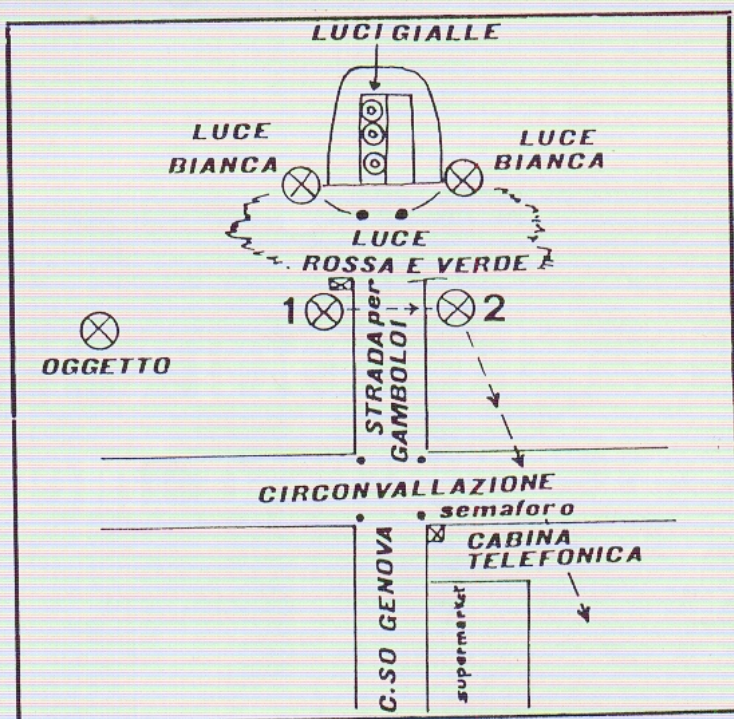 LUCI GIALLE
LUCE
BIANCA
LUCE
BIANCA
LUCE
ROSSA E VERDE
1
2
OGGETTO
STRADA per
GAMBOLOI
CIRCONVALLAZIONE
semaforo
CABINA
TELEFONICA
C.SO GENOVA
supermarket